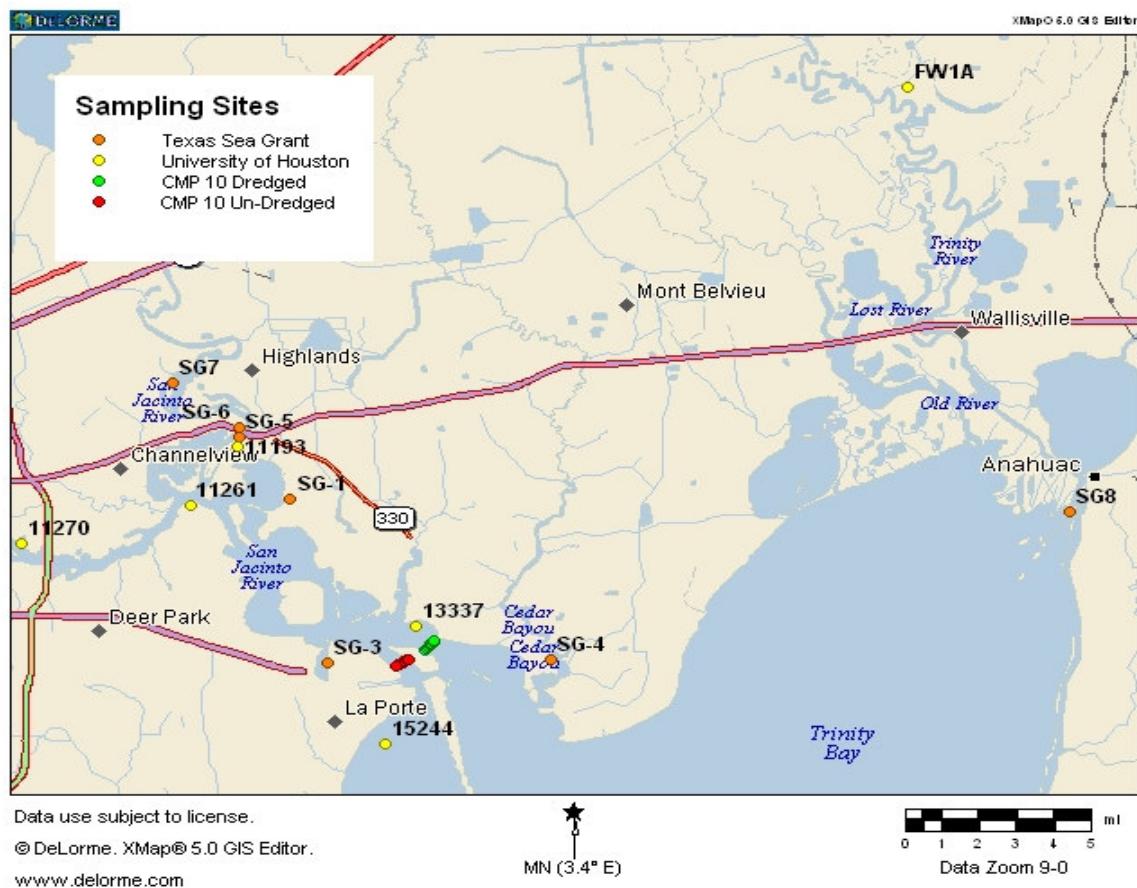 DELORME
XMap® 5.0 GIS Editor
FW1A
Sampling Sites
Texas Sea Grant
University of Houston
CMP 10 Dredged
CMP 10 Un-Dredged
Trinity
River
Mont Belvieu
Lost River
Wallisville
Highlands
SG7
San
Jacinto
River
SG-6
SG-5
Old River
11193
Channelview
Anahuac
11261
SG-1
SG8
330
11270
San
Jacinto
River
Deer Park
13337
Cedar
Bayou
Cedar
Bayou
SG-4
SG-3
La Porte
15244
Trinity
Bay
Data use subject to license.
© DeLorme. XMap® 5.0 GIS Editor.
www.delorme.com
MN (3.4° E)
mi
0 1 2 3 4 5
Data Zoom 9-0